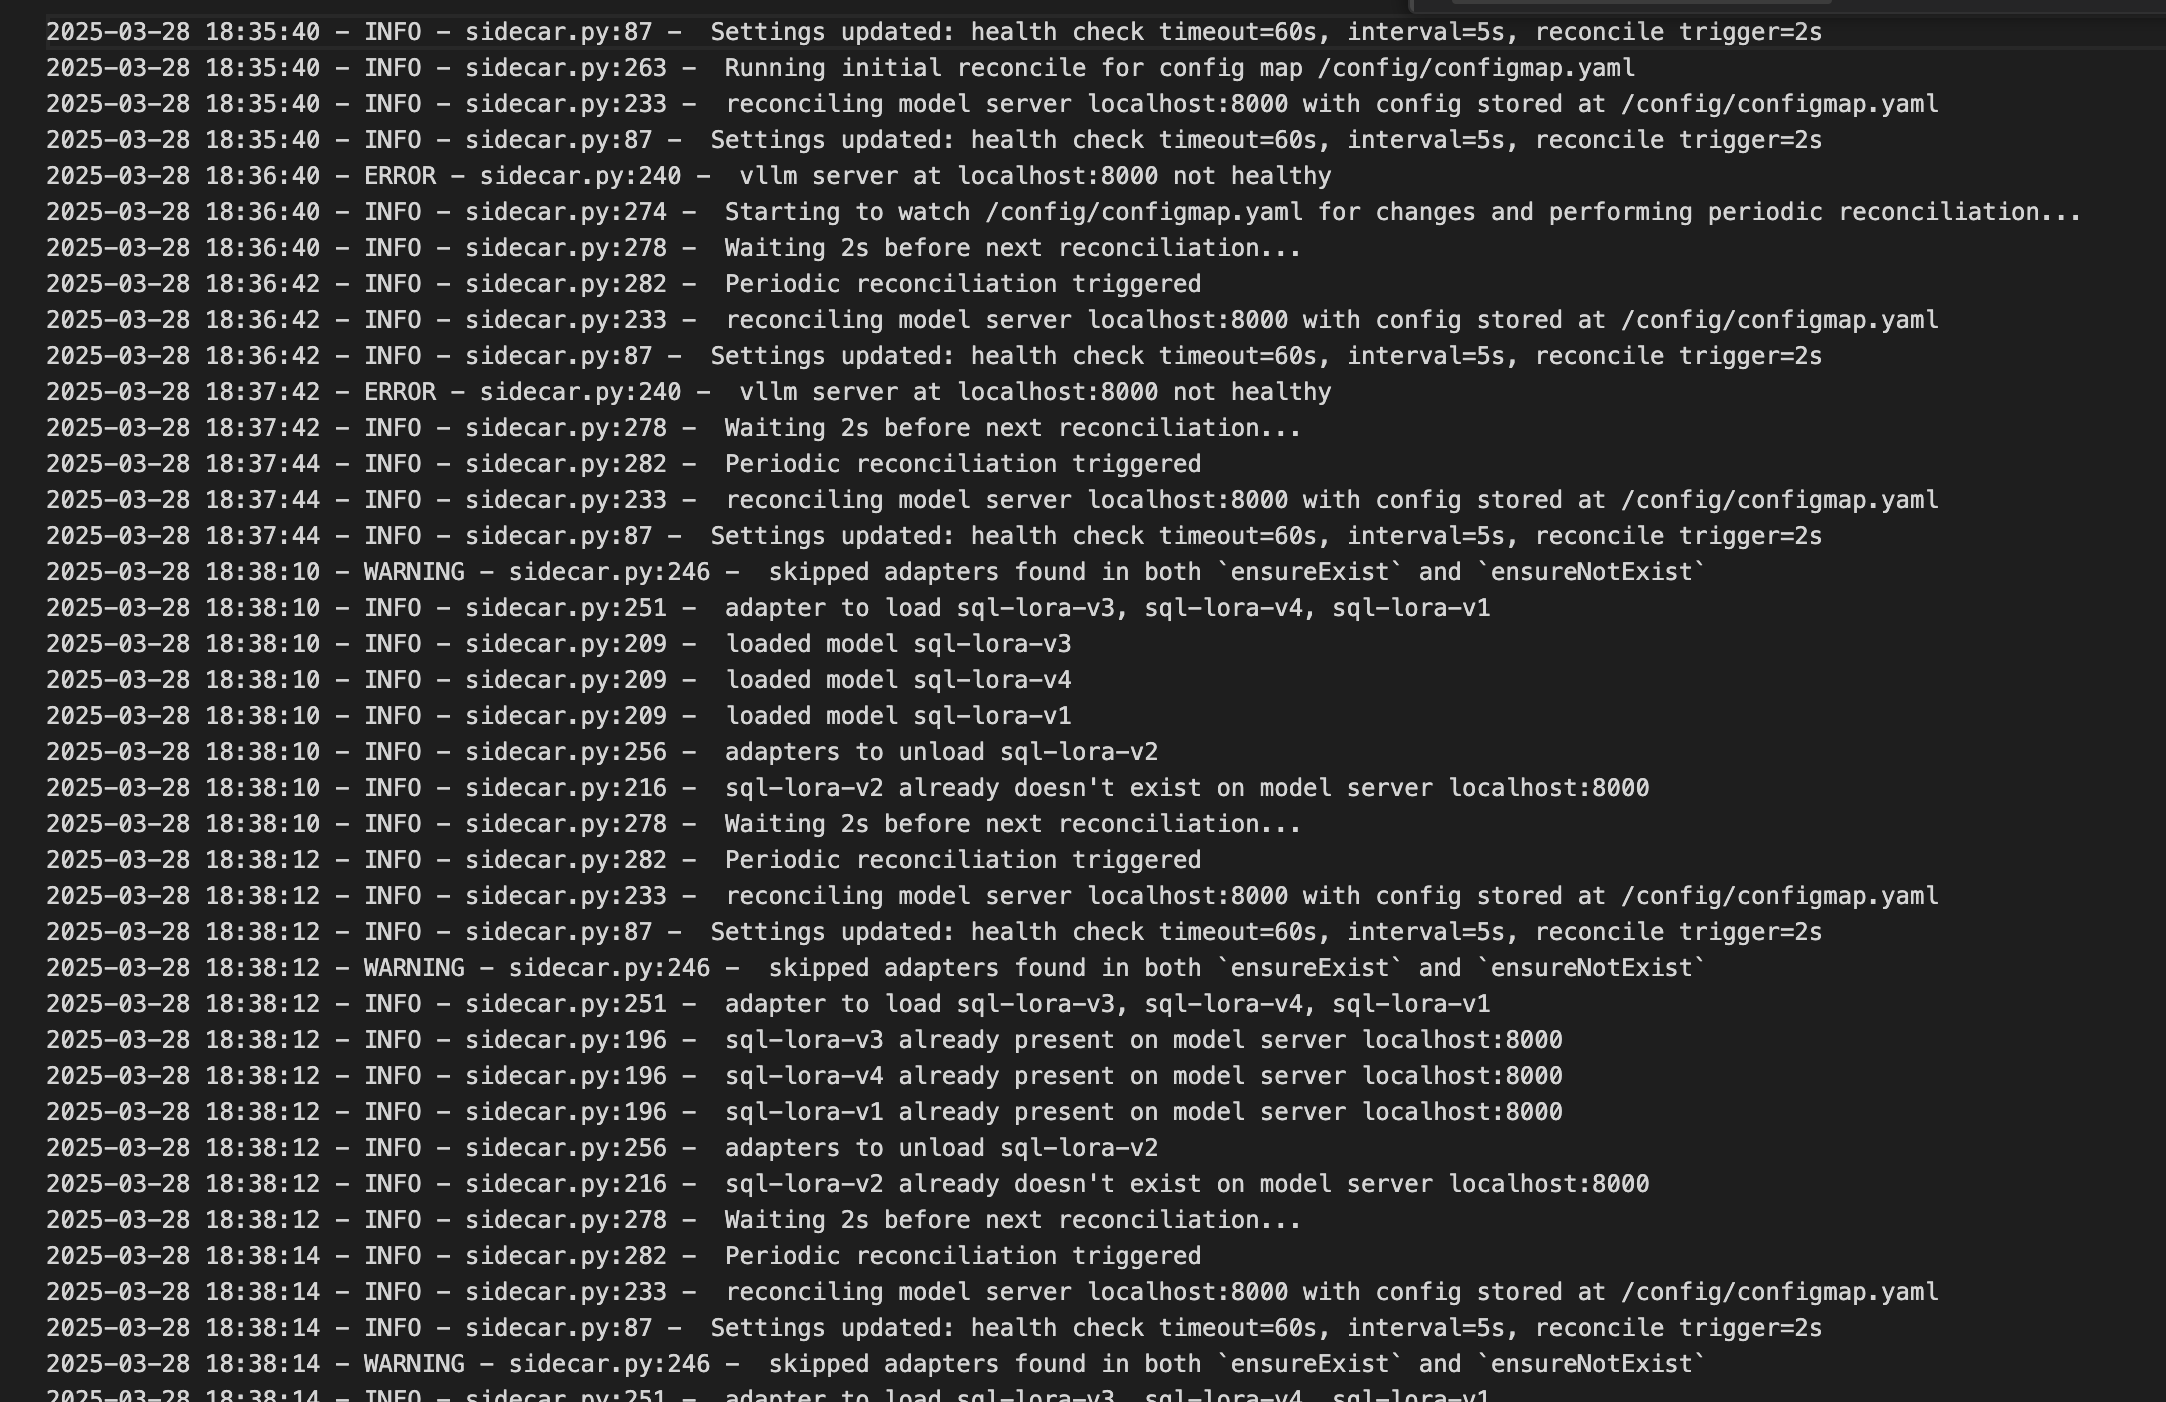 2025-03-28 18:35:40 - INFO - sidecar.py:87 -  Settings updated: health check timeout=60s, interval=5s, reconcile trigger=2s
2025-03-28 18:35:40 - INFO - sidecar.py:263 -  Running initial reconcile for config map /config/configmap.yaml
2025-03-28 18:35:40 - INFO - sidecar.py:233 -  reconciling model server localhost:8000 with config stored at /config/configmap.yaml
2025-03-28 18:35:40 - INFO - sidecar.py:87 -  Settings updated: health check timeout=60s, interval=5s, reconcile trigger=2s
2025-03-28 18:36:40 - ERROR - sidecar.py:240 -  vllm server at localhost:8000 not healthy
2025-03-28 18:36:40 - INFO - sidecar.py:274 -  Starting to watch /config/configmap.yaml for changes and performing periodic reconciliation...
2025-03-28 18:36:40 - INFO - sidecar.py:278 -  Waiting 2s before next reconciliation...
2025-03-28 18:36:42 - INFO - sidecar.py:282 -  Periodic reconciliation triggered
2025-03-28 18:36:42 - INFO - sidecar.py:233 -  reconciling model server localhost:8000 with config stored at /config/configmap.yaml
2025-03-28 18:36:42 - INFO - sidecar.py:87 -  Settings updated: health check timeout=60s, interval=5s, reconcile trigger=2s
2025-03-28 18:37:42 - ERROR - sidecar.py:240 -  vllm server at localhost:8000 not healthy
2025-03-28 18:37:42 - INFO - sidecar.py:278 -  Waiting 2s before next reconciliation...
2025-03-28 18:37:44 - INFO - sidecar.py:282 -  Periodic reconciliation triggered
2025-03-28 18:37:44 - INFO - sidecar.py:233 -  reconciling model server localhost:8000 with config stored at /config/configmap.yaml
2025-03-28 18:37:44 - INFO - sidecar.py:87 -  Settings updated: health check timeout=60s, interval=5s, reconcile trigger=2s
2025-03-28 18:38:10 - WARNING - sidecar.py:246 -  skipped adapters found in both `ensureExist` and `ensureNotExist`
2025-03-28 18:38:10 - INFO - sidecar.py:251 -  adapter to load sql-lora-v3, sql-lora-v4, sql-lora-v1
2025-03-28 18:38:10 - INFO - sidecar.py:209 -  loaded model sql-lora-v3
2025-03-28 18:38:10 - INFO - sidecar.py:209 -  loaded model sql-lora-v4
2025-03-28 18:38:10 - INFO - sidecar.py:209 -  loaded model sql-lora-v1
2025-03-28 18:38:10 - INFO - sidecar.py:256 -  adapters to unload sql-lora-v2
2025-03-28 18:38:10 - INFO - sidecar.py:216 -  sql-lora-v2 already doesn't exist on model server localhost:8000
2025-03-28 18:38:10 - INFO - sidecar.py:278 -  Waiting 2s before next reconciliation...
2025-03-28 18:38:12 - INFO - sidecar.py:282 -  Periodic reconciliation triggered
2025-03-28 18:38:12 - INFO - sidecar.py:233 -  reconciling model server localhost:8000 with config stored at /config/configmap.yaml
2025-03-28 18:38:12 - INFO - sidecar.py:87 -  Settings updated: health check timeout=60s, interval=5s, reconcile trigger=2s
2025-03-28 18:38:12 - WARNING - sidecar.py:246 -  skipped adapters found in both `ensureExist` and `ensureNotExist`
2025-03-28 18:38:12 - INFO - sidecar.py:251 -  adapter to load sql-lora-v3, sql-lora-v4, sql-lora-v1
2025-03-28 18:38:12 - INFO - sidecar.py:196 -  sql-lora-v3 already present on model server localhost:8000
2025-03-28 18:38:12 - INFO - sidecar.py:196 -  sql-lora-v4 already present on model server localhost:8000
2025-03-28 18:38:12 - INFO - sidecar.py:196 -  sql-lora-v1 already present on model server localhost:8000
2025-03-28 18:38:12 - INFO - sidecar.py:256 -  adapters to unload sql-lora-v2
2025-03-28 18:38:12 - INFO - sidecar.py:216 -  sql-lora-v2 already doesn't exist on model server localhost:8000
2025-03-28 18:38:12 - INFO - sidecar.py:278 -  Waiting 2s before next reconciliation...
2025-03-28 18:38:14 - INFO - sidecar.py:282 -  Periodic reconciliation triggered
2025-03-28 18:38:14 - INFO - sidecar.py:233 -  reconciling model server localhost:8000 with config stored at /config/configmap.yaml
2025-03-28 18:38:14 - INFO - sidecar.py:87 -  Settings updated: health check timeout=60s, interval=5s, reconcile trigger=2s
2025-03-28 18:38:14 - WARNING - sidecar.py:246 -  skipped adapters found in both `ensureExist` and `ensureNotExist`
2025-03-28 18:38:14 - INFO - sidecar.py:251 -  adapter to load sql-lora-v3, sql-lora-v4, sql-lora-v1